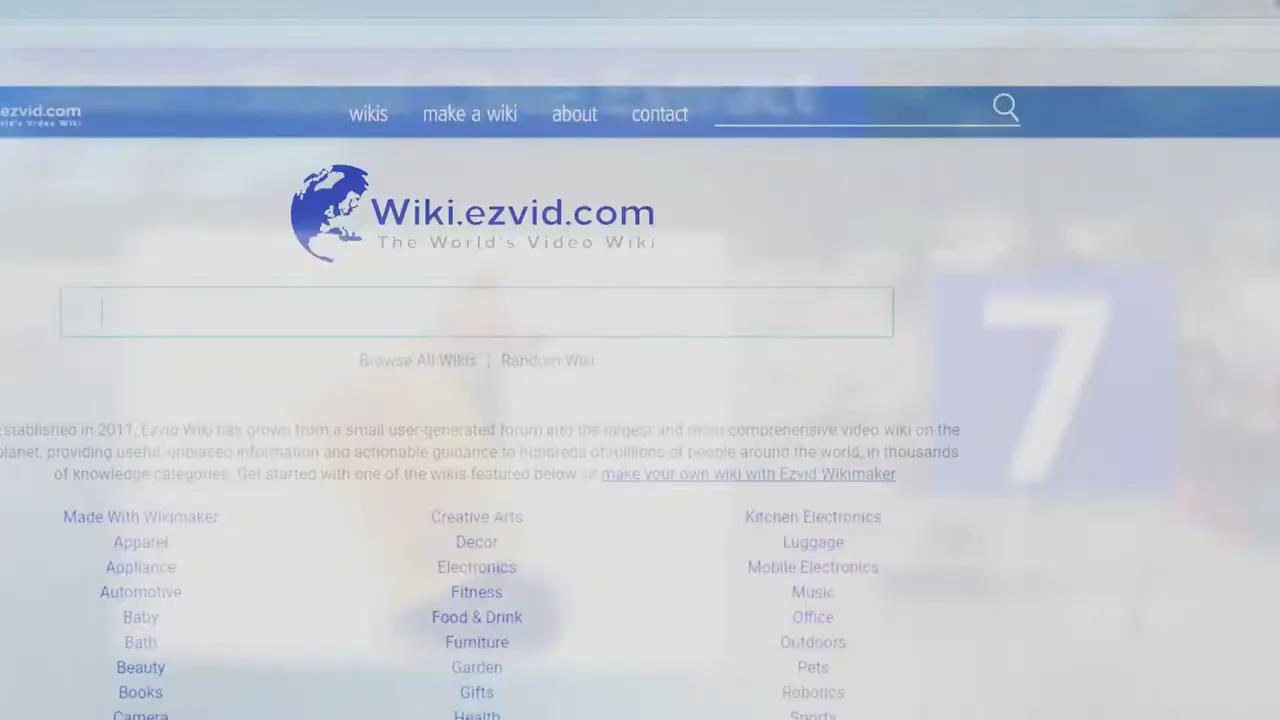 ezvid.com
wikis make a wiki about contact
Wiki.ezvid.com
The World's Video Wiki
Browse All Wikis | Random Wiki
Established in 2011, Ezvid Wiki has grown from a small user-generated forum into the largest and most comprehensive video wiki on the
planet, providing useful, unbiased information and actionable guidance to hundreds of millions of people around the world, in thousands
of knowledge categories. Get started with one of the wikis featured below or make your own wiki with Ezvid Wikimaker
7
Made With Wikimaker Creative Arts Kitchen Electronics
Apparel Decor Luggage
Appliance Electronics Mobile Electronics
Automotive Fitness Music
Baby Food & Drink Office
Bath Furniture Outdoors
Beauty Garden Pets
Books Gifts Robotics
Camera Health Sports